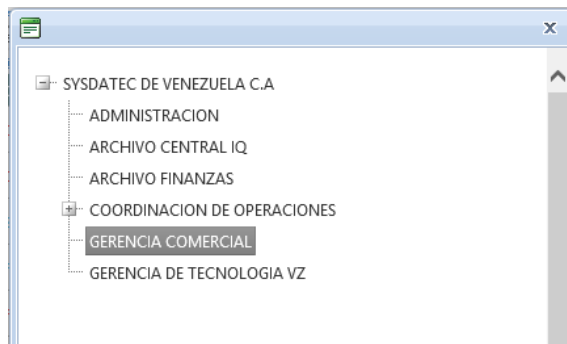 SYSDATEC DE VENEZUELA C.A
ADMINISTRACION
ARCHIVO CENTRAL IQ
ARCHIVO FINANZAS
COORDINACION DE OPERACIONES
GERENCIA COMERCIAL
GERENCIA DE TECNOLOGIA VZ